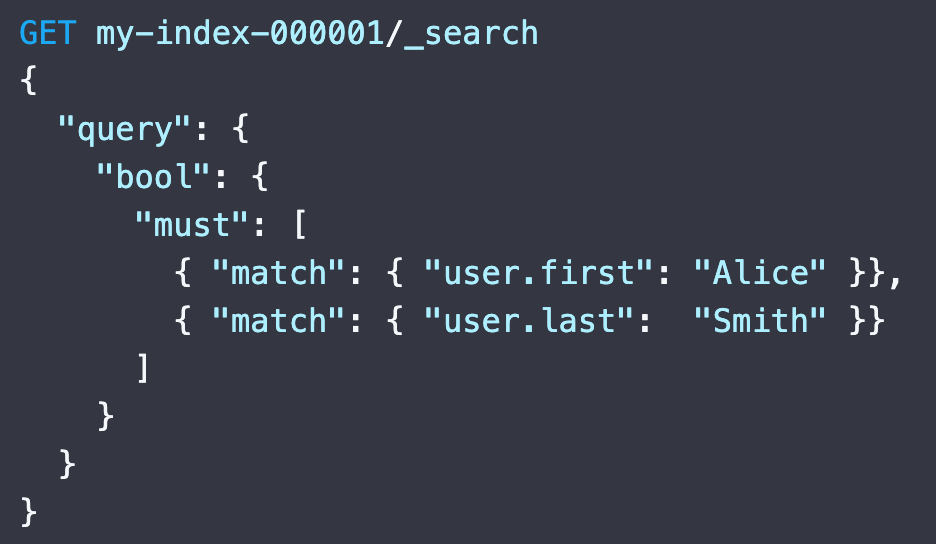 GET my-index-000001/_search
{
  "query": {
    "bool": {
      "must": [
        { "match": { "user.first": "Alice" }},
        { "match": { "user.last":  "Smith" }}
      ]
    }
  }
}